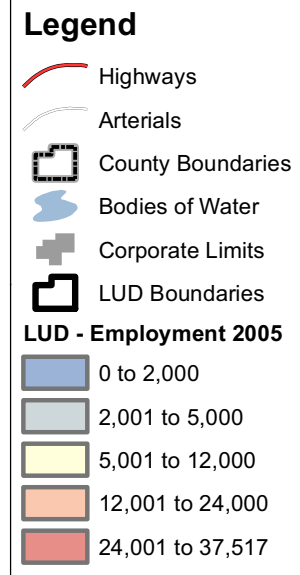 Legend
Highways
Arterials
County Boundaries
Bodies of Water
Corporate Limits
LUD Boundaries
LUD - Employment 2005
0 to 2,000
2,001 to 5,000
5,001 to 12,000
12,001 to 24,000
24,001 to 37,517